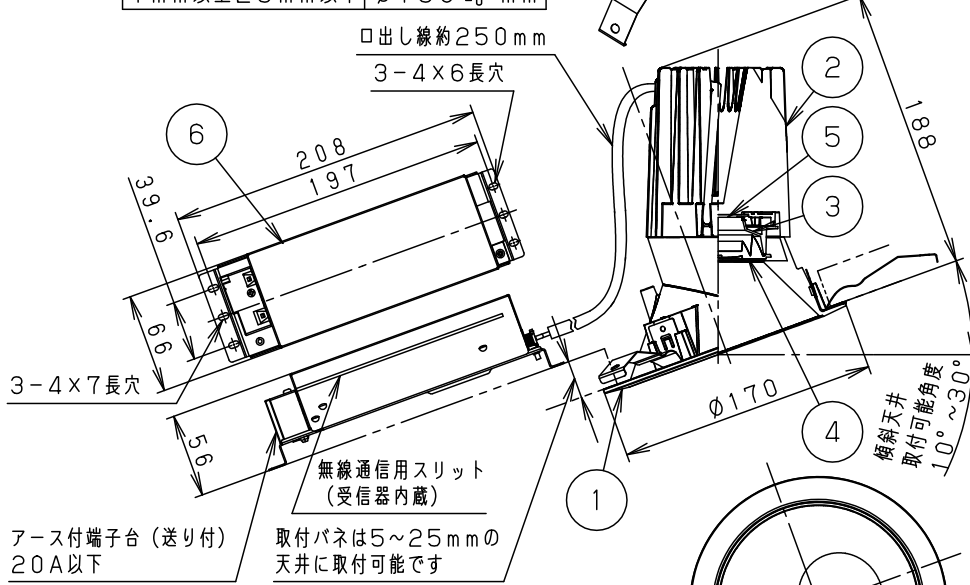 口出し線約250mm
3-4×6長穴
②
188
⑥
208
197
⑤
39.6
③
66
3-4×7長穴
Ø170
傾斜天井
取付可能角度
10°~30°
④
56
無線通信用スリット
(受信器内蔵)
①
アース付端子台(送り付)
20A以下
取付バネは5~25mmの
天井に取付可能です